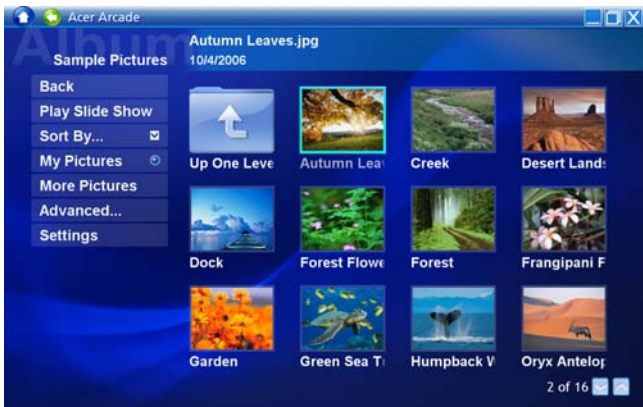 Acer Arcade
Album
Autumn Leaves.jpg
Sample Pictures
10/4/2006
Back
Play Slide Show
Sort By...
My Pictures
More Pictures
Advanced...
Settings
Up One Leve
Autumn Lea
Creek
Desert Lands
Dock
Forest Flowe
Forest
Frangipani F
Garden
Green Sea T
Humpback W
Oryx Antelop
2 of 16